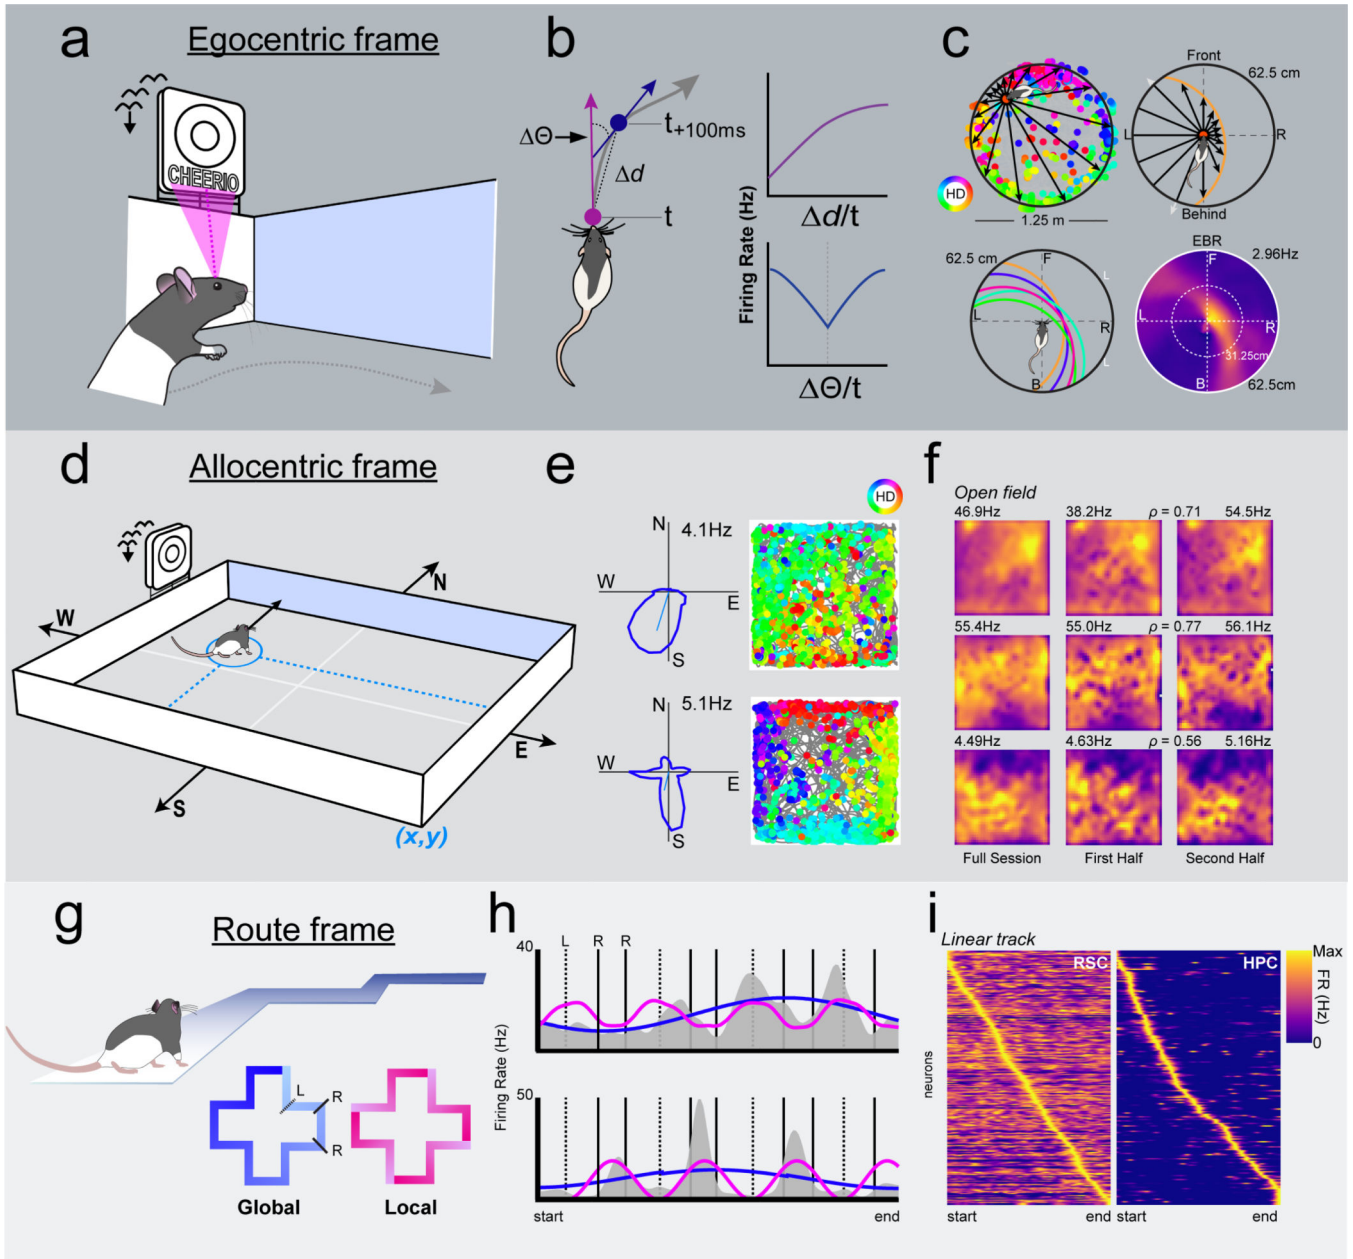 a
Egocentric frame
CHEERIO
b
ΔΘ
t+100ms
Δd
t
Firing Rate (Hz)
Δd/t
ΔΘ/t
c
HD
1.25 m
Front
62.5 cm
L
R
Behind
62.5 cm
F
L
L
R
L
B
EBR
2.96Hz
F
L
R
31.25cm
B
62.5cm
d
Allocentric frame
N
W
E
S
(x,y)
e
HD
N
4.1Hz
W
E
S
N
5.1Hz
W
E
S
f
Open field
46.9Hz 38.2Hz ρ = 0.71 54.5Hz
55.4Hz 55.0Hz ρ = 0.77 56.1Hz
4.49Hz 4.63Hz ρ = 0.56 5.16Hz
Full Session First Half Second Half
g
Route frame
L
R
R
Global Local
h
40
L R R
Firing Rate (Hz)
50
start end
i
Linear track
RSC HPC
Max
FR (Hz)
0
neurons
start end start end